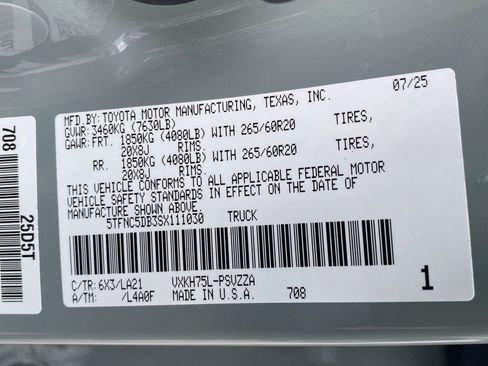 MFD.BY: TOYOTA MOTOR MANUFACTURING, TEXAS, INC. 07/25
GVWR: 3460KG (7630LB)
GAWR: FRT. 1850KG (4080LB) WITH 265/60R20 TIRES,
20X8J RIMS.
RR. 1850KG (4080LB) WITH 265/60R20 TIRES,
20X8J RIMS.
THIS VEHICLE CONFORMS TO ALL APPLICABLE FEDERAL MOTOR
VEHICLE SAFETY STANDARDS IN EFFECT ON THE DATE OF
MANUFACTURE SHOWN ABOVE.
5TFNC5DB3SX111030 TRUCK
C/TR: 6X3/LA21 VXKH75L-PSVZZA
A/TM: /L4A0F MADE IN U.S.A. 708
1
708
25D5T